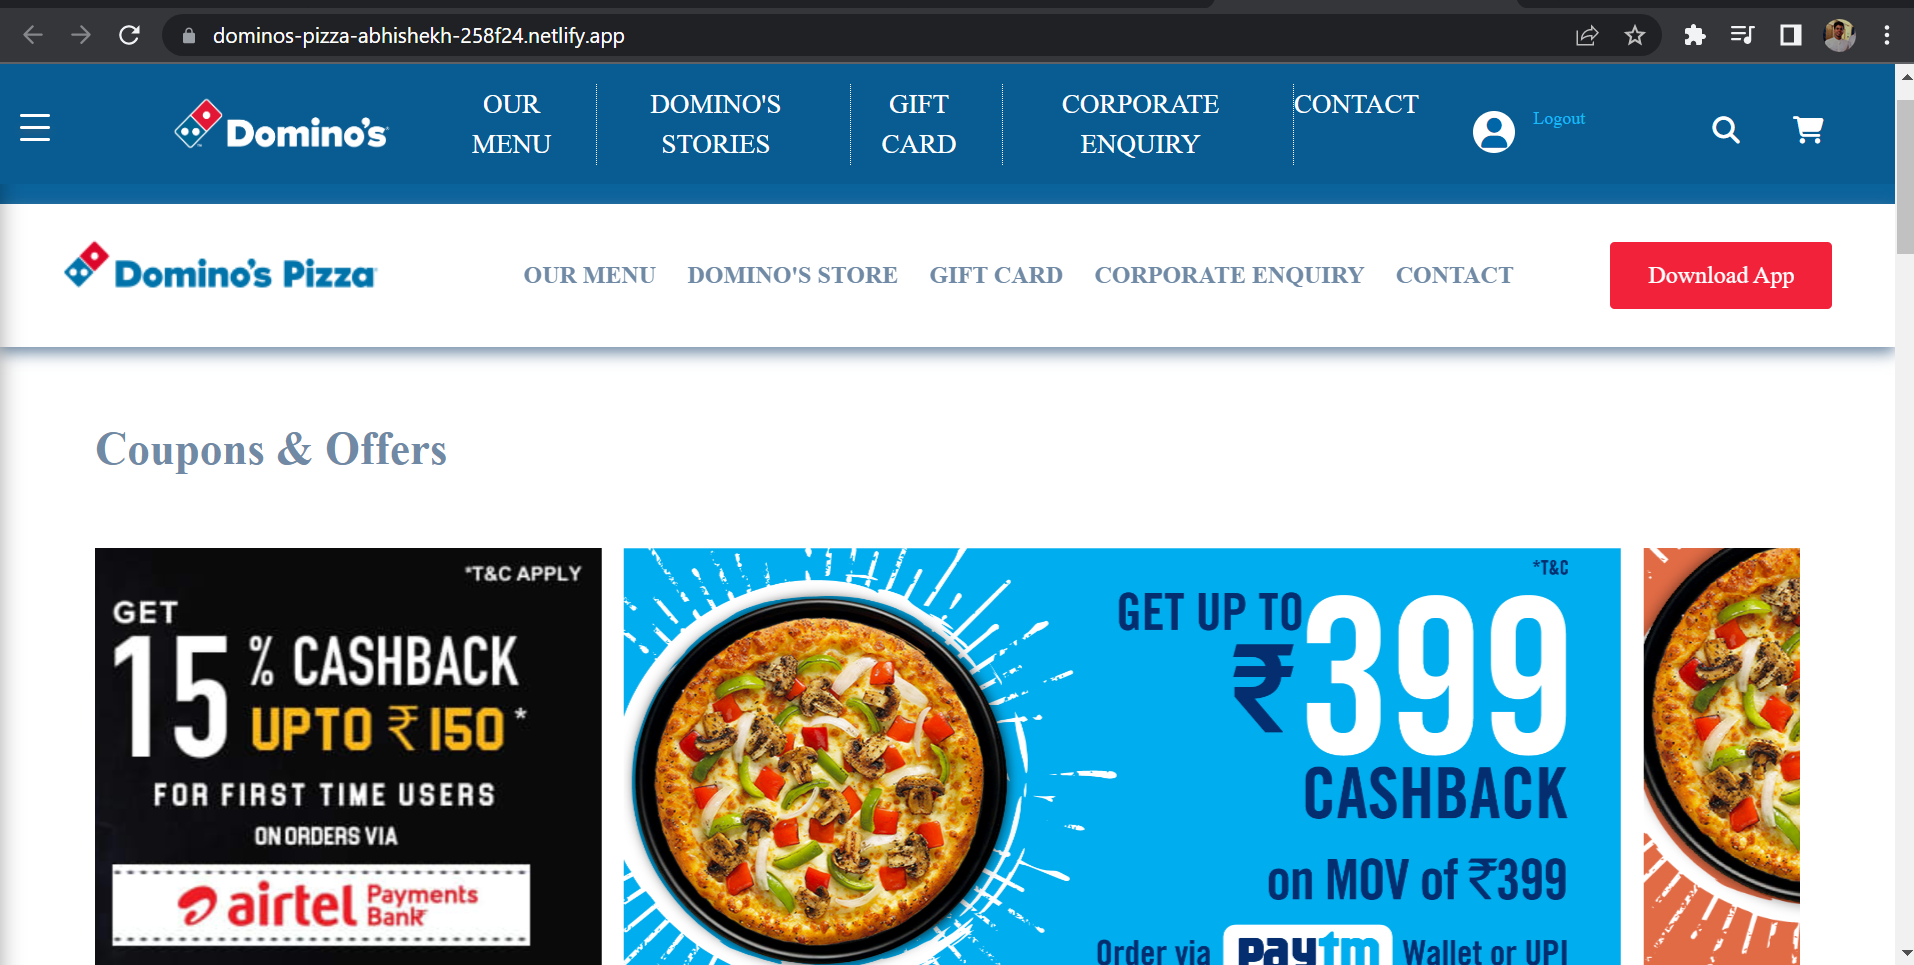 dominos-pizza-abhishekh-258f24.netlify.app
Domino's
OUR
MENU
DOMINO'S
STORIES
GIFT
CARD
CORPORATE
ENQUIRY
CONTACT
Logout
Domino's Pizza
OUR MENU
DOMINO'S STORE
GIFT CARD
CORPORATE ENQUIRY
CONTACT
Download App
Coupons & Offers
*T&C APPLY
GET
15% CASHBACK
UPTO ₹150*
FOR FIRST TIME USERS
ON ORDERS VIA
airtel Payments
Bank
*T&C
GET UP TO
₹399
CASHBACK
on MOV of ₹399
Order via paytm Wallet or UPI